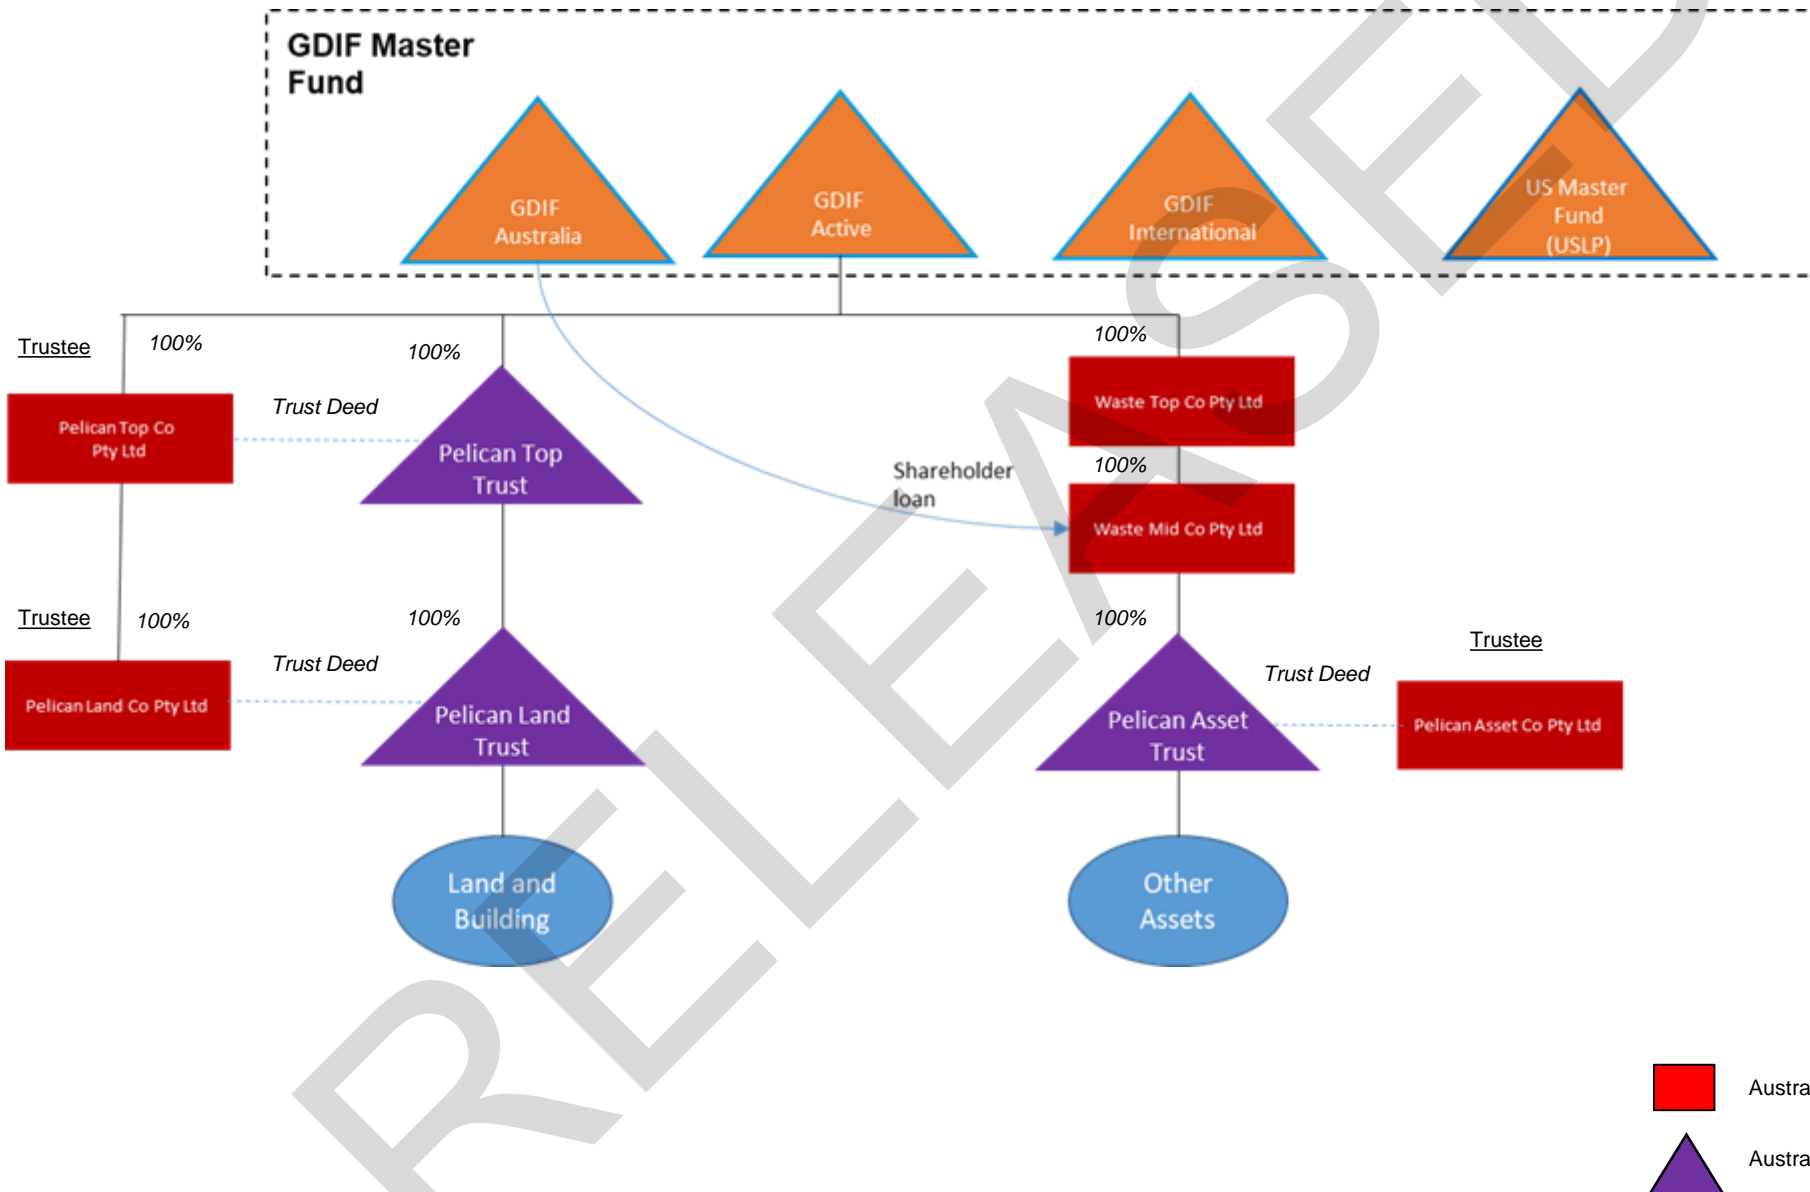 GDIF Master
Fund
GDIF
Australia
GDIF
Active
GDIF
International
US Master
Fund
(USLP)
Trustee
100%
100%
100%
Pelican Top Co
Pty Ltd
Trust Deed
Pelican Top
Trust
Waste Top Co Pty Ltd
100%
Shareholder
loan
Waste Mid Co Pty Ltd
Trustee
100%
100%
100%
Trustee
Pelican Land Co Pty Ltd
Trust Deed
Pelican Land
Trust
Pelican Asset
Trust
Trust Deed
Pelican Asset Co Pty Ltd
Land and
Building
Other
Assets
Austra
Austra
RELEASED